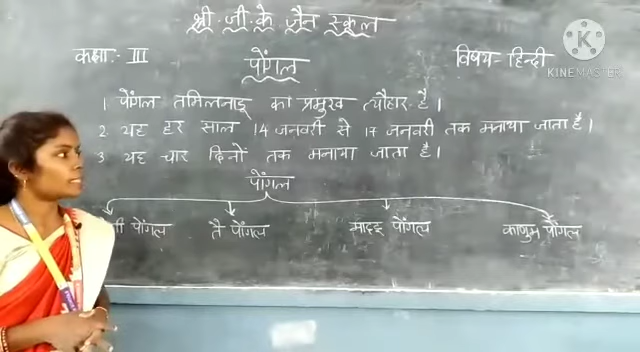 श्री.जी.के जैन स्कूल
कक्षा:- III
विषय- हिन्दी
पोंगल
1 पोंगल तमिलनाडू का प्रमुख त्यौहार है।
2 यह हर साल 14 जनवरी से 17 जनवरी तक मनाया जाता है।
3 यह चार दिनों तक मनाया जाता है।
पोंगल
पोंगल तै पोंगल माटटू पोंगल काणुम पोंगल
KINEMASTER